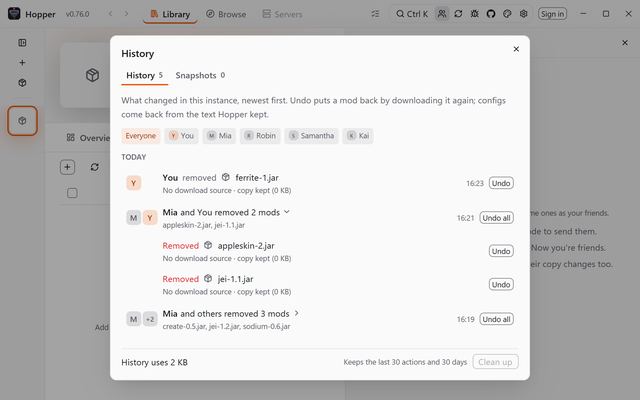 Hopper v0.76.0 Library Browse Servers Ctrl K Sign in
History
History 5 Snapshots 0
What changed in this instance, newest first. Undo puts a mod back by downloading it again; configs
come back from the text Hopper kept.
Everyone Y You M Mia R Robin S Samantha K Kai
TODAY
Y You removed ferrite-1.jar 16:23 Undo
No download source · copy kept (0 KB)
M Y Mia and You removed 2 mods 16:21 Undo all
appleskin-2.jar, jei-1.1.jar
Removed appleskin-2.jar Undo
No download source · copy kept (0 KB)
Removed jei-1.1.jar Undo
No download source · copy kept (0 KB)
M +2 Mia and others removed 3 mods 16:19 Undo all
create-0.5.jar, jei-1.2.jar, sodium-0.6.jar
History uses 2 KB Keeps the last 30 actions and 30 days Clean up
Overvie
Add
me ones as your friends.
de to send them.
Now you're friends.
eir copy changes too.